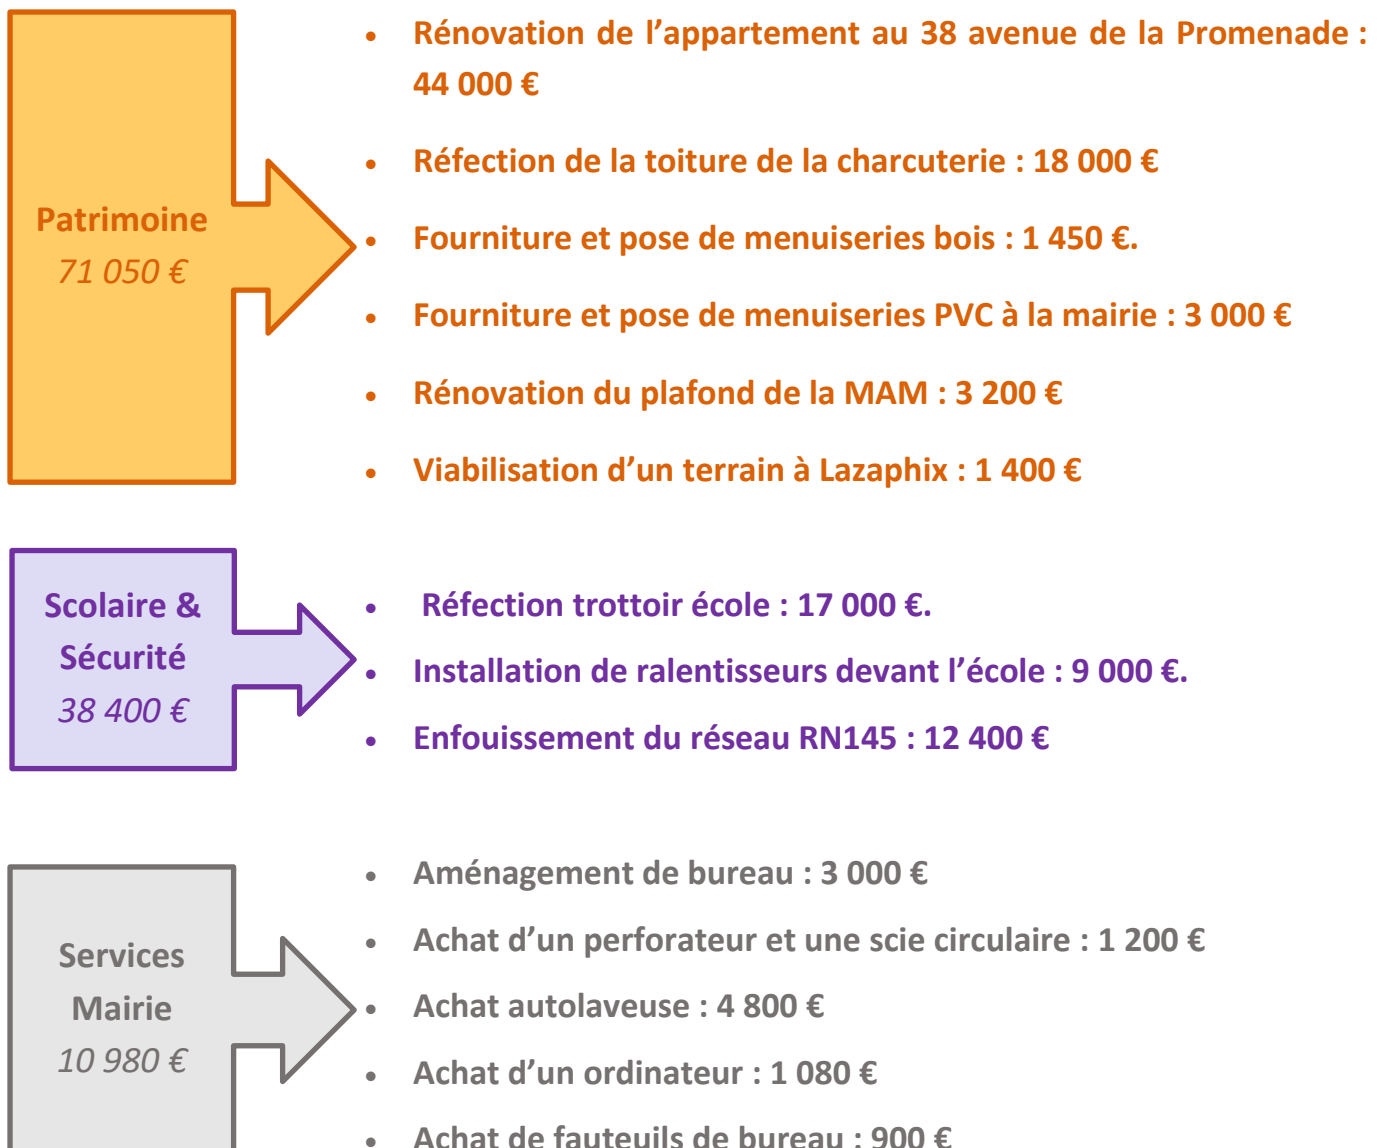 Patrimoine
71 050 €
• Rénovation de l’appartement au 38 avenue de la Promenade :
44 000 €
• Réfection de la toiture de la charcuterie : 18 000 €
• Fourniture et pose de menuiseries bois : 1 450 €.
• Fourniture et pose de menuiseries PVC à la mairie : 3 000 €
• Rénovation du plafond de la MAM : 3 200 €
• Viabilisation d’un terrain à Lazaphix : 1 400 €
Scolaire &
Sécurité
38 400 €
• Réfection trottoir école : 17 000 €.
• Installation de ralentisseurs devant l’école : 9 000 €.
• Enfouissement du réseau RN145 : 12 400 €
Services
Mairie
10 980 €
• Aménagement de bureau : 3 000 €
• Achat d’un perforateur et une scie circulaire : 1 200 €
• Achat autolaveuse : 4 800 €
• Achat d’un ordinateur : 1 080 €
• Achat de fauteuils de bureau : 900 €